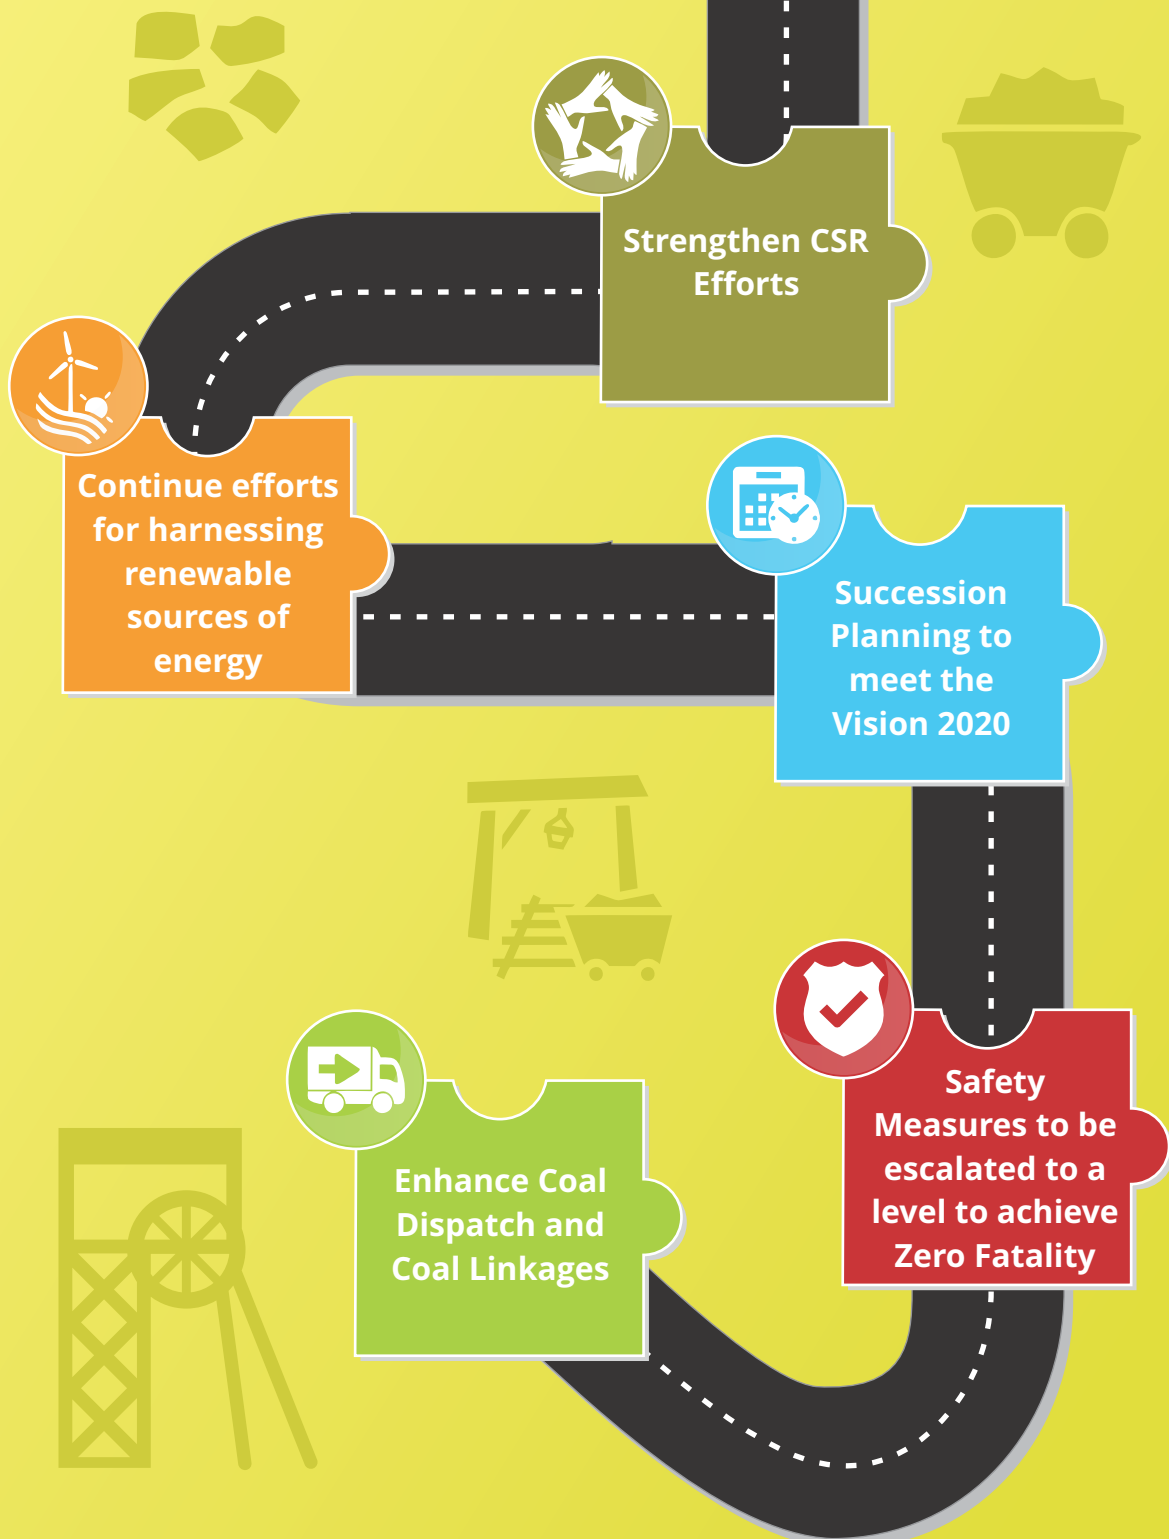 Strengthen CSR
Efforts
Continue efforts
for harnessing
renewable
sources of
energy
Succession
Planning to
meet the
Vision 2020
Safety
Measures to be
escalated to a
level to achieve
Zero Fatality
Enhance Coal
Dispatch and
Coal Linkages